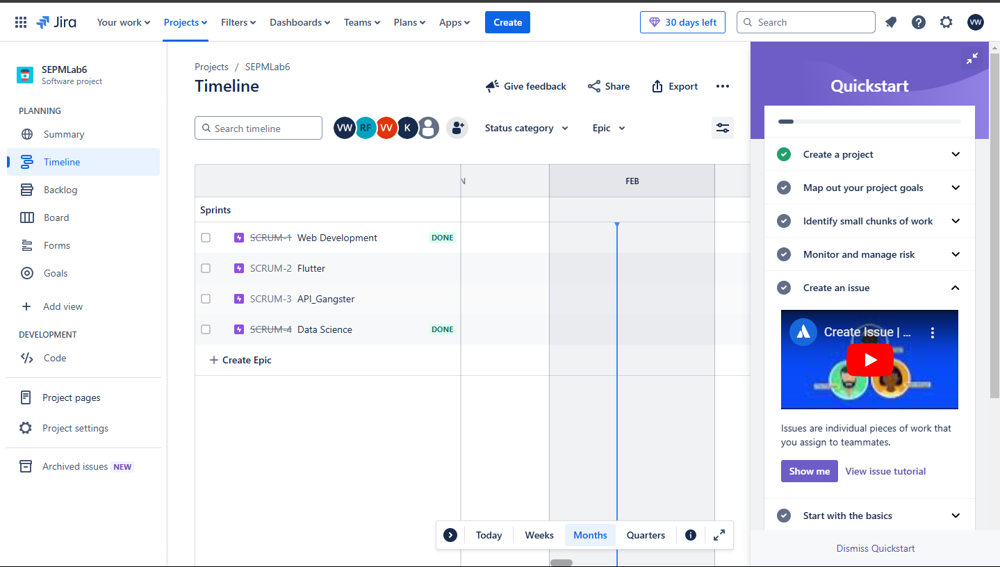 Jira
Your work
Projects
Filters
Dashboards
Teams
Plans
Apps
Create
30 days left
Search
VW
SEPMLab6
Software project
PLANNING
Summary
Timeline
Backlog
Board
Forms
Goals
Add view
DEVELOPMENT
Code
Project pages
Project settings
Archived issues NEW
Projects / SEPMLab6
Timeline
Give feedback
Share
Export
Search timeline
VW RF VV K
Status category
Epic
N
FEB
Sprints
SCRUM-1 Web Development DONE
SCRUM-2 Flutter
SCRUM-3 API_Gangster
SCRUM-4 Data Science DONE
Create Epic
Today
Weeks
Months
Quarters
Quickstart
Create a project
Map out your project goals
Identify small chunks of work
Monitor and manage risk
Create an issue
Create Issue | ...
Issues are individual pieces of work that
you assign to teammates.
Show me
View issue tutorial
Start with the basics
Dismiss Quickstart